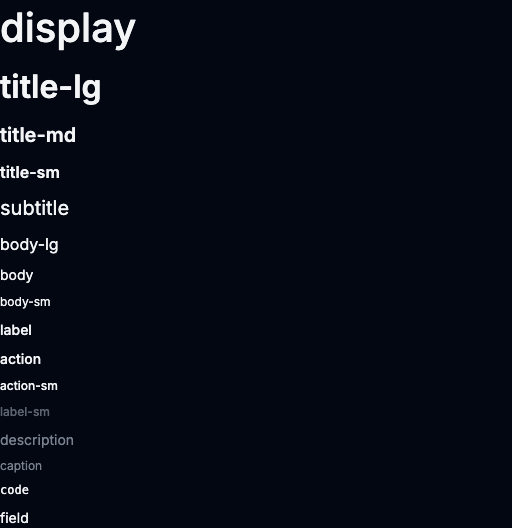 display
title-lg
title-md
title-sm
subtitle
body-lg
body
body-sm
label
action
action-sm
label-sm
description
caption
code
field